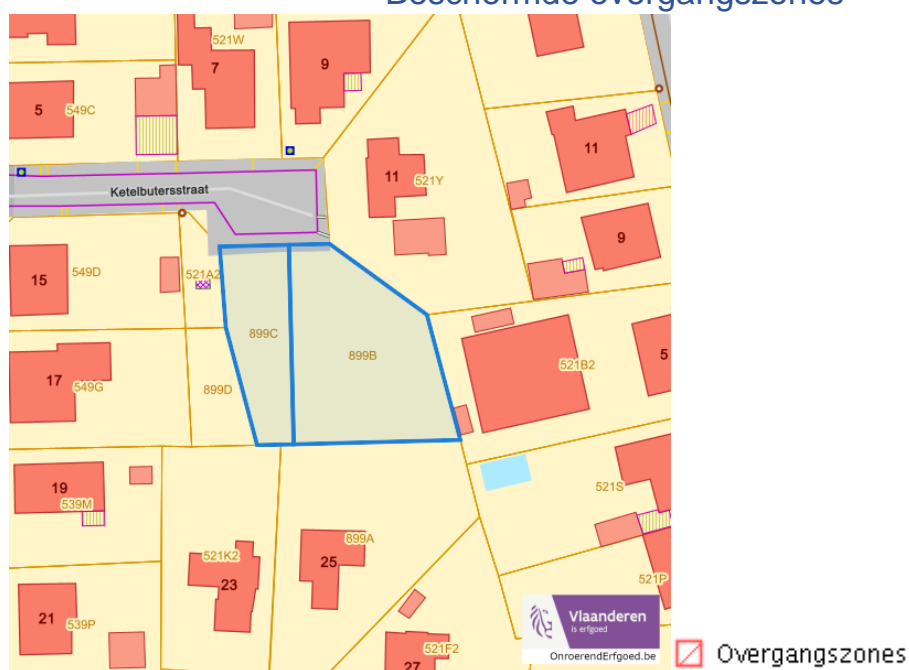 Beschermde overgangszones
521W
7
9
5
549C
11
11
521Y
Ketelbutersstraat
9
15
549D
521A2
899C
899B
521B2
5
17
549G
899D
19
539M
521S
899A
25
521K2
23
521P
21
539P
521F2
27
Vlaanderen
is erfgoed
OnroerendErfgoed.be
Overgangszones